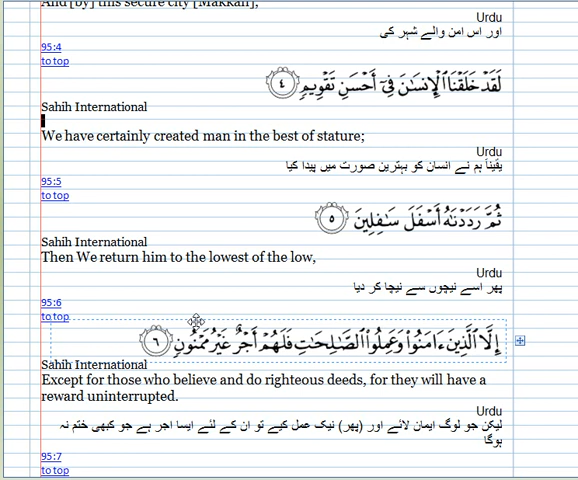 And [by] this secure city [Makkah],
Urdu
اور اس امن والے شہر کی
95:4
to top
لَقَدْ خَلَقْنَا ٱلْإِنسَـٰنَ فِىٓ أَحْسَنِ تَقْوِيمٍ ٤
Sahih International
We have certainly created man in the best of stature;
Urdu
یقیناً ہم نے انسان کو بہترین صورت میں پیدا کیا
95:5
to top
ثُمَّ رَدَدْنَـٰهُ أَسْفَلَ سَـٰفِلِينَ ٥
Sahih International
Then We return him to the lowest of the low,
Urdu
پھر اسے نیچوں سے نیچا کر دیا
95:6
to top
إِلَّا ٱلَّذِينَ ءَامَنُوا۟ وَعَمِلُوا۟ ٱلصَّـٰلِحَـٰتِ فَلَهُمْ أَجْرٌ غَيْرُ مَمْنُونٍ ٦
Sahih International
Except for those who believe and do righteous deeds, for they will have a
reward uninterrupted.
Urdu
لیکن جو لوگ ایمان لائے اور (پھر) نیک عمل کیے تو ان کے لئے ایسا اجر ہے جو کبھی ختم نہ
ہوگا
95:7
to top